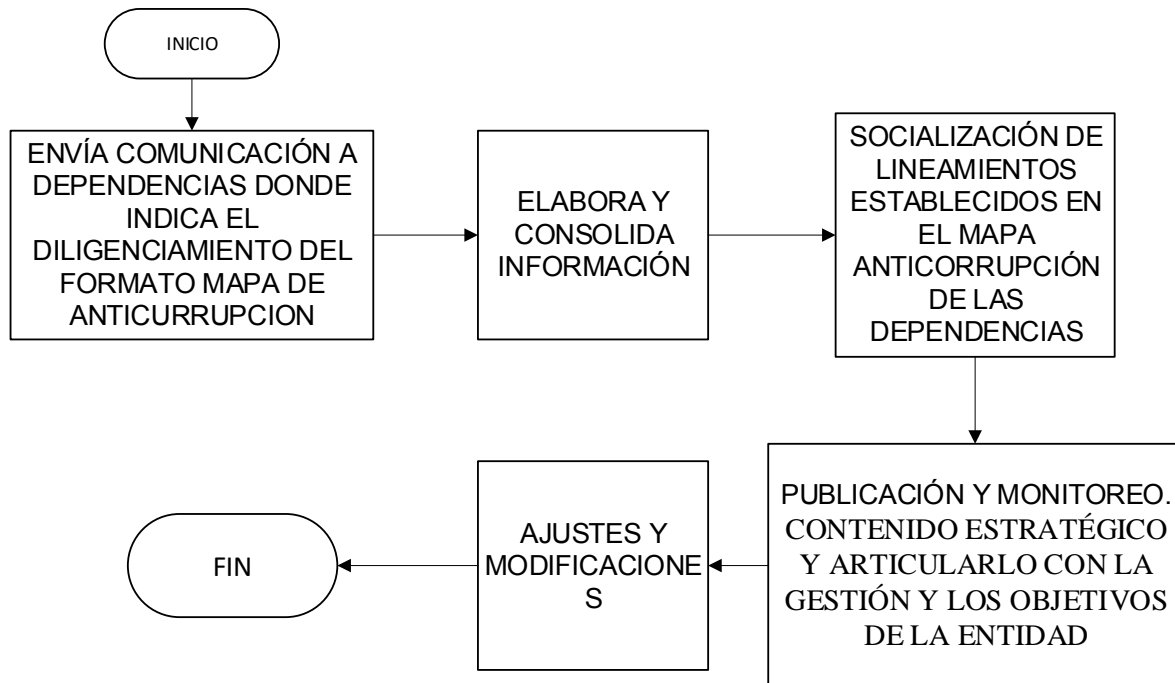 INICIO
ENVÍA COMUNICACIÓN A
DEPENDENCIAS DONDE
INDICA EL
DILIGENCIAMIENTO DEL
FORMATO MAPA DE
ANTICURRUPCION
ELABORA Y
CONSOLIDA
INFORMACIÓN
SOCIALIZACIÓN DE
LINEAMIENTOS
ESTABLECIDOS EN
EL MAPA
ANTICORRUPCIÓN
DE LAS
DEPENDENCIAS
PUBLICACIÓN Y MONITOREO.
CONTENIDO ESTRATÉGICO
Y ARTICULARLO CON LA
GESTIÓN Y LOS OBJETIVOS
DE LA ENTIDAD
AJUSTES Y
MODIFICACIONE
S
FIN